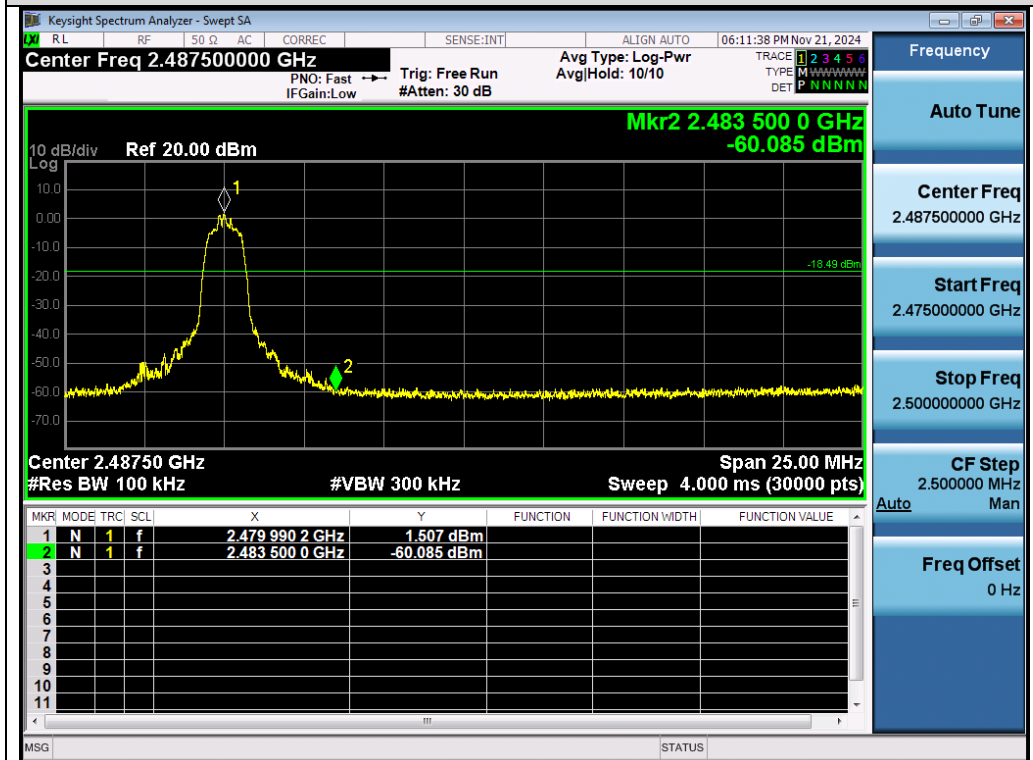 Keysight Spectrum Analyzer - Swept SA
LXI RL RF 50 Ω AC CORREC SENSE:INT ALIGN AUTO 06:11:38 PM Nov 21, 2024
Center Freq 2.487500000 GHz
PNO: Fast
IFGain:Low
Trig: Free Run
#Atten: 30 dB
Avg Type: Log-Pwr
Avg|Hold: 10/10
TRACE 1 2 3 4 5 6
TYPE M WWWWW
DET P N N N N N
Mkr2 2.483 500 0 GHz
-60.085 dBm
10 dB/div Ref 20.00 dBm
Log
10.0
0.00
-10.0
-20.0
-30.0
-40.0
-50.0
-60.0
-70.0
1
-18.49 dBm
2
Center 2.48750 GHz Span 25.00 MHz
#Res BW 100 kHz #VBW 300 kHz Sweep 4.000 ms (30000 pts)
MKR MODE TRC SCL X Y FUNCTION FUNCTION WIDTH FUNCTION VALUE
1 N 1 f 2.479 990 2 GHz 1.507 dBm
2 N 1 f 2.483 500 0 GHz -60.085 dBm
3
4
5
6
7
8
9
10
11
MSG STATUS
Frequency
Auto Tune
Center Freq
2.487500000 GHz
Start Freq
2.475000000 GHz
Stop Freq
2.500000000 GHz
CF Step
2.500000 MHz
Auto Man
Freq Offset
0 Hz